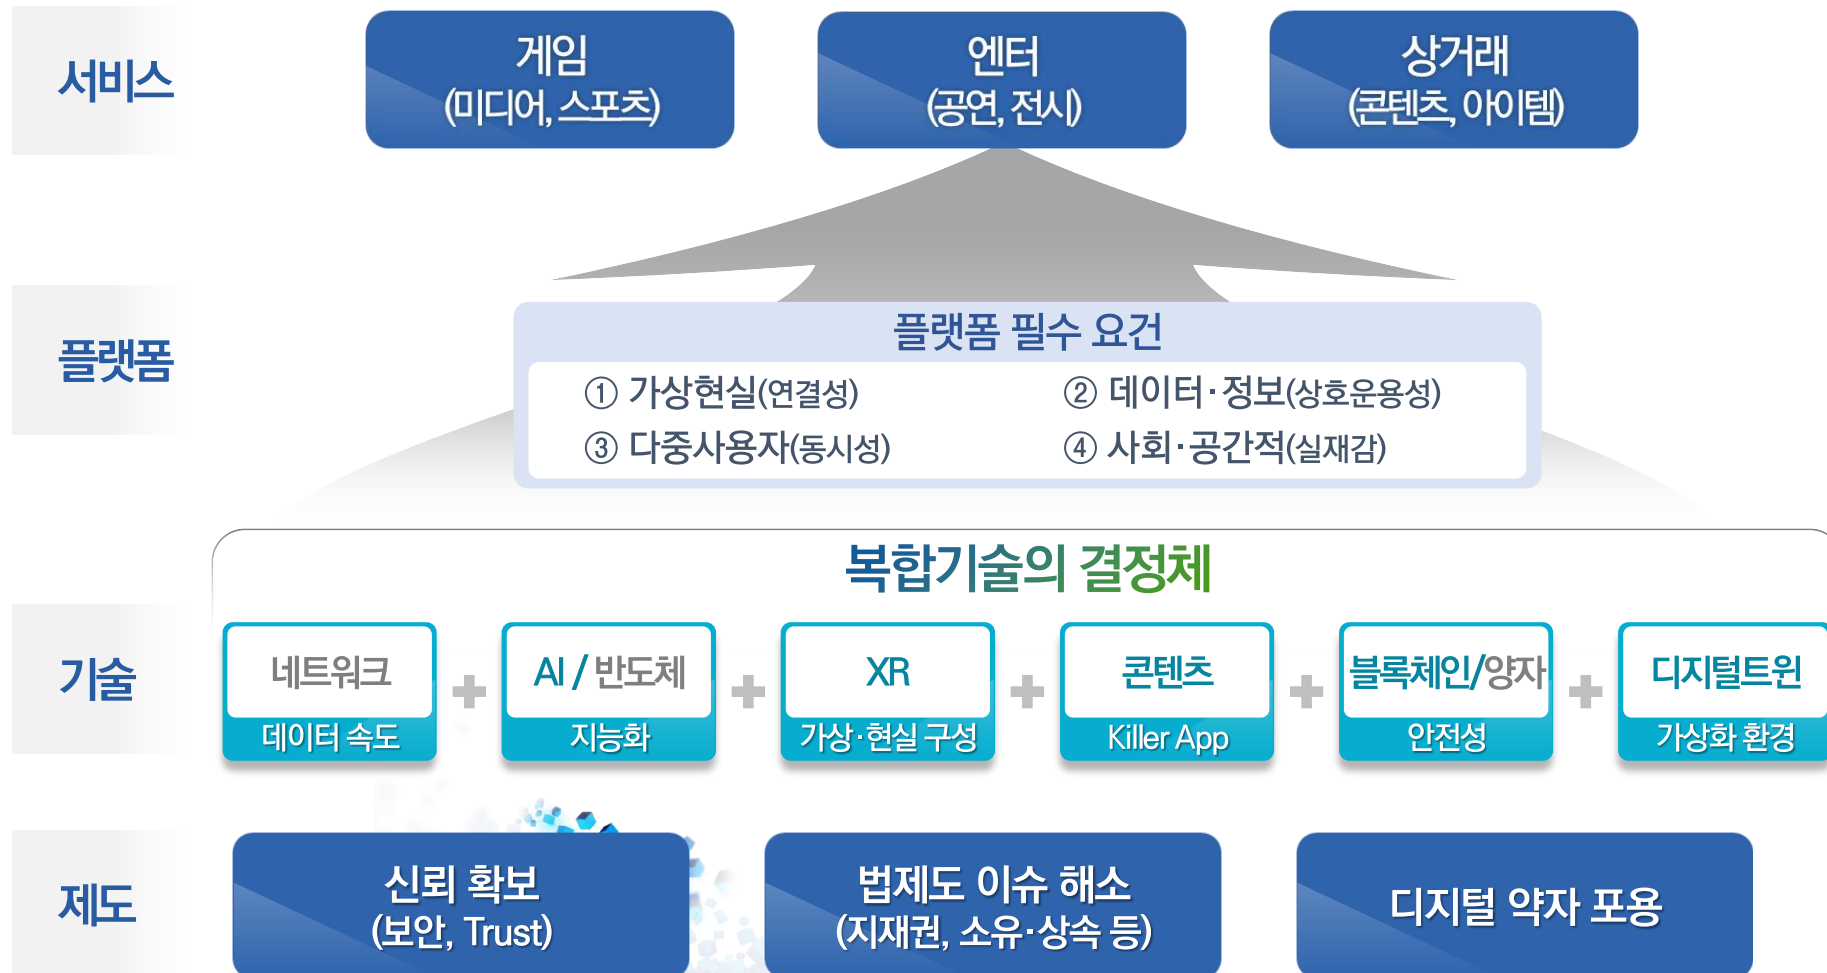 서비스
게임
(미디어, 스포츠)
엔터
(공연, 전시)
상거래
(콘텐츠, 아이템)
플랫폼
플랫폼 필수 요건
① 가상현실(연결성)
② 데이터·정보(상호운용성)
③ 다중사용자(동시성)
④ 사회·공간적(실재감)
복합기술의 결정체
기술
네트워크
데이터 속도
AI / 반도체
지능화
XR
가상·현실 구성
콘텐츠
Killer App
블록체인/양자
안전성
디지털트윈
가상화 환경
제도
신뢰 확보
(보안, Trust)
법제도 이슈 해소
(지재권, 소유·상속 등)
디지털 약자 포용